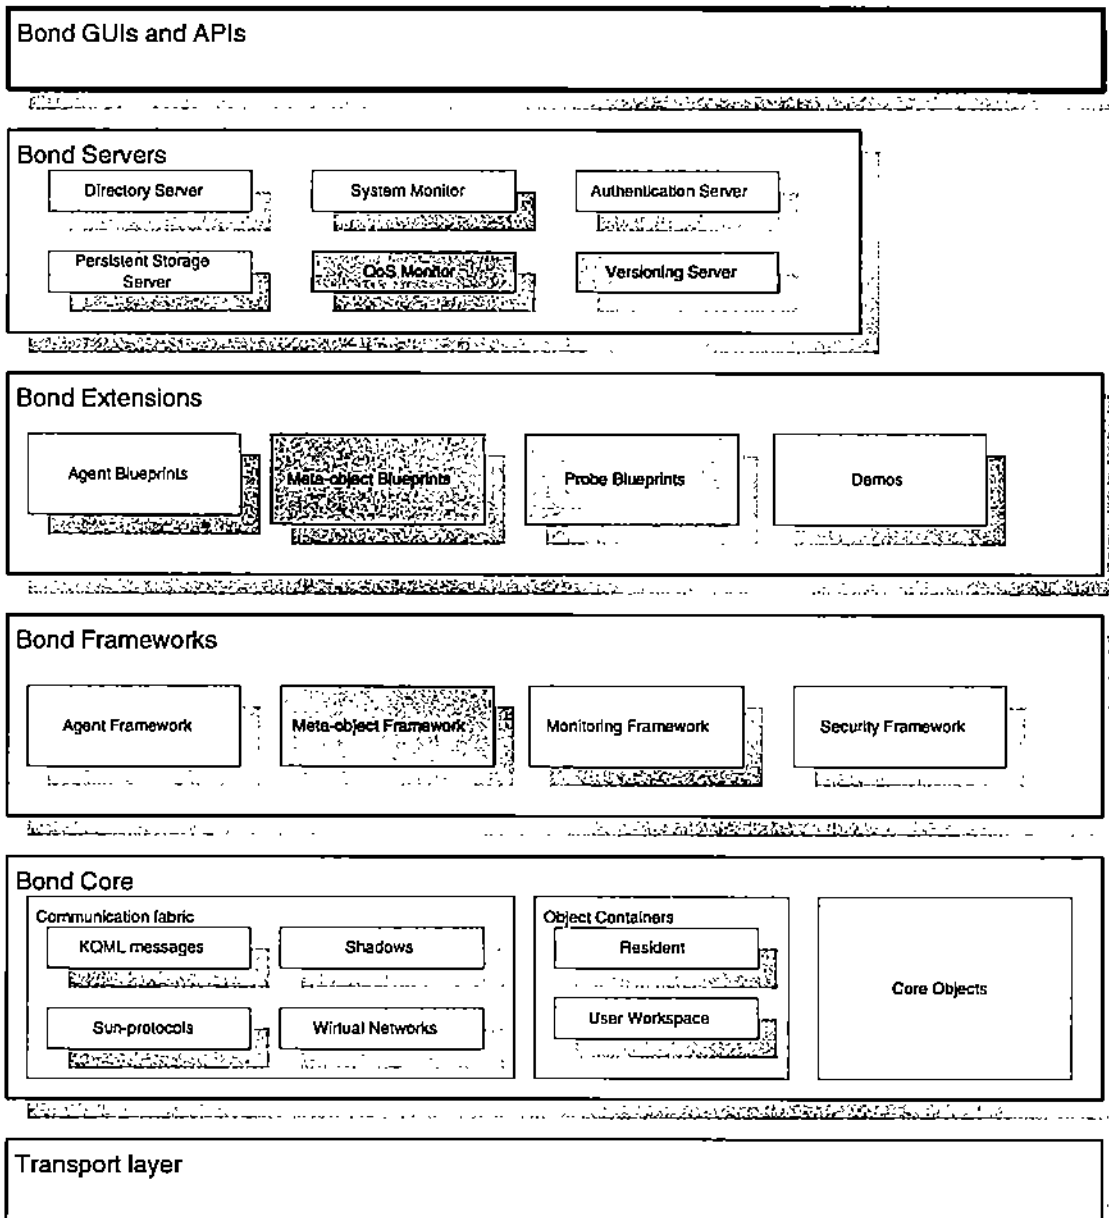 Bond GUIs and APIs
Bond Servers
Directory Server
System Monitor
Authentication Server
Persistent Storage
Server
QoS Monitor
Versioning Server
Bond Extensions
Agent Blueprints
Meta-object Blueprints
Probe Blueprints
Demos
Bond Frameworks
Agent Framework
Meta-object Framework
Monitoring Framework
Security Framework
Bond Core
Communication fabric
KQML messages
Shadows
Sun-protocols
Wirtual Networks
Object Containers
Resident
User Workspace
Core Objects
Transport layer